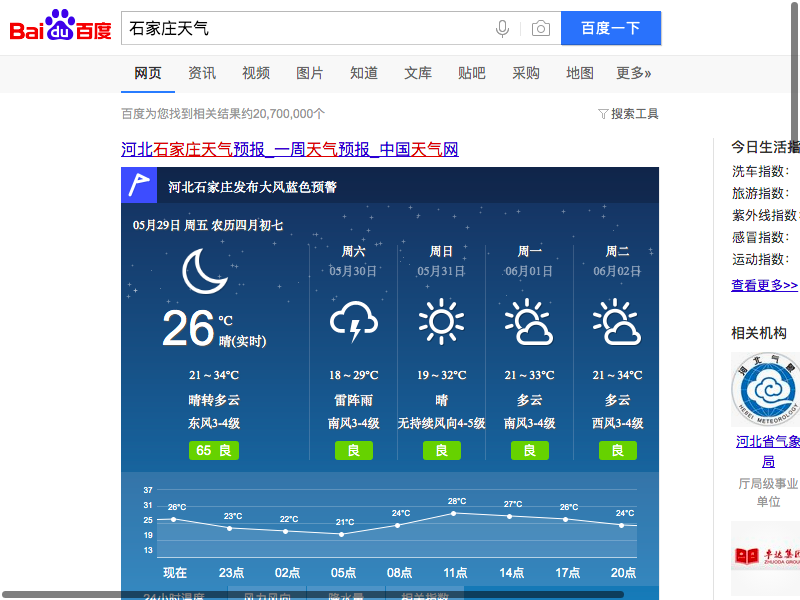 Bai du 百度
石家庄天气
百度一下
网页 资讯 视频 图片 知道 文库 贴吧 采购 地图 更多»
百度为您找到相关结果约20,700,000个
搜索工具
河北石家庄天气预报_一周天气预报_中国天气网
河北石家庄发布大风蓝色预警
05月29日 周五 农历四月初七
26 ℃
晴(实时)
21 ~ 34℃
晴转多云
东风3-4级
65 良
周六
05月30日
18 ~ 29℃
雷阵雨
南风3-4级
良
周日
05月31日
19 ~ 32℃
晴
无持续风向4-5级
良
周一
06月01日
21 ~ 33℃
多云
南风3-4级
良
周二
06月02日
21 ~ 34℃
多云
西风3-4级
良
37
31
25
19
13
26℃ 23℃ 22℃ 21℃ 24℃ 28℃ 27℃ 26℃ 24℃
现在 23点 02点 05点 08点 11点 14点 17点 20点
24小时温度 风力风向 降水量 相关指数
今日生活指
洗车指数：
旅游指数：
紫外线指数：
感冒指数：
运动指数：
查看更多>>
相关机构
河北气象
HEBEI METEOROLOGY
河北省气象
局
厅局级事业
单位
卓达集团
ZHUODA GROUP